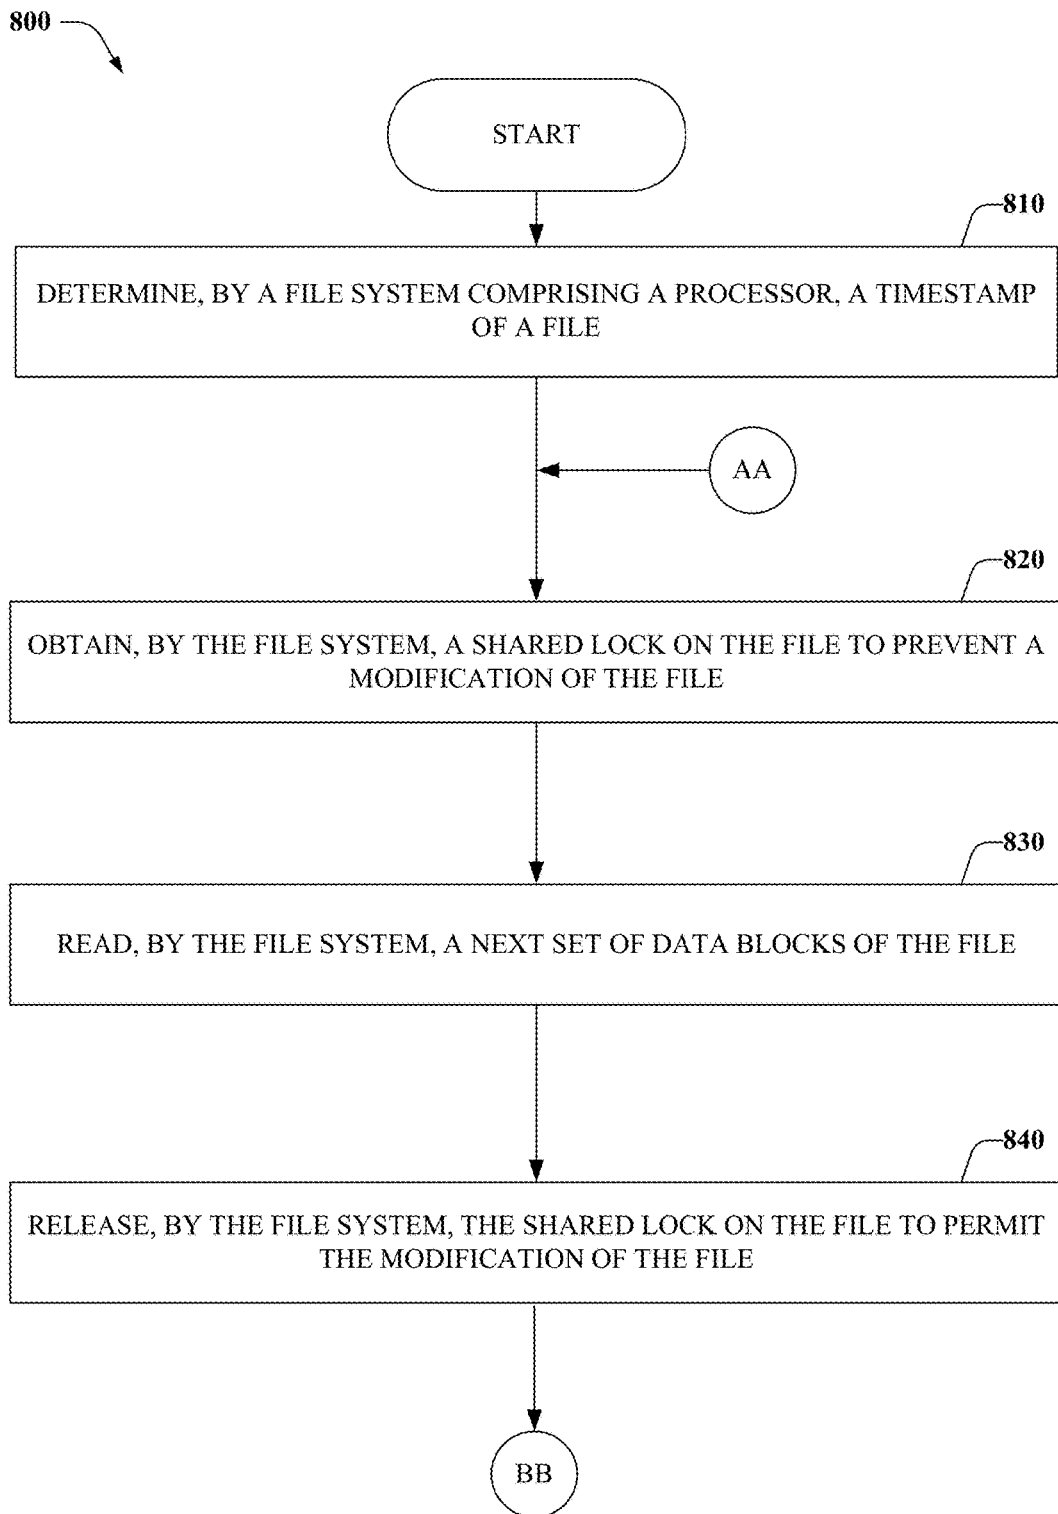 800
START
810
DETERMINE, BY A FILE SYSTEM COMPRISING A PROCESSOR, A TIMESTAMP
OF A FILE
AA
820
OBTAIN, BY THE FILE SYSTEM, A SHARED LOCK ON THE FILE TO PREVENT A
MODIFICATION OF THE FILE
830
READ, BY THE FILE SYSTEM, A NEXT SET OF DATA BLOCKS OF THE FILE
840
RELEASE, BY THE FILE SYSTEM, THE SHARED LOCK ON THE FILE TO PERMIT
THE MODIFICATION OF THE FILE
BB